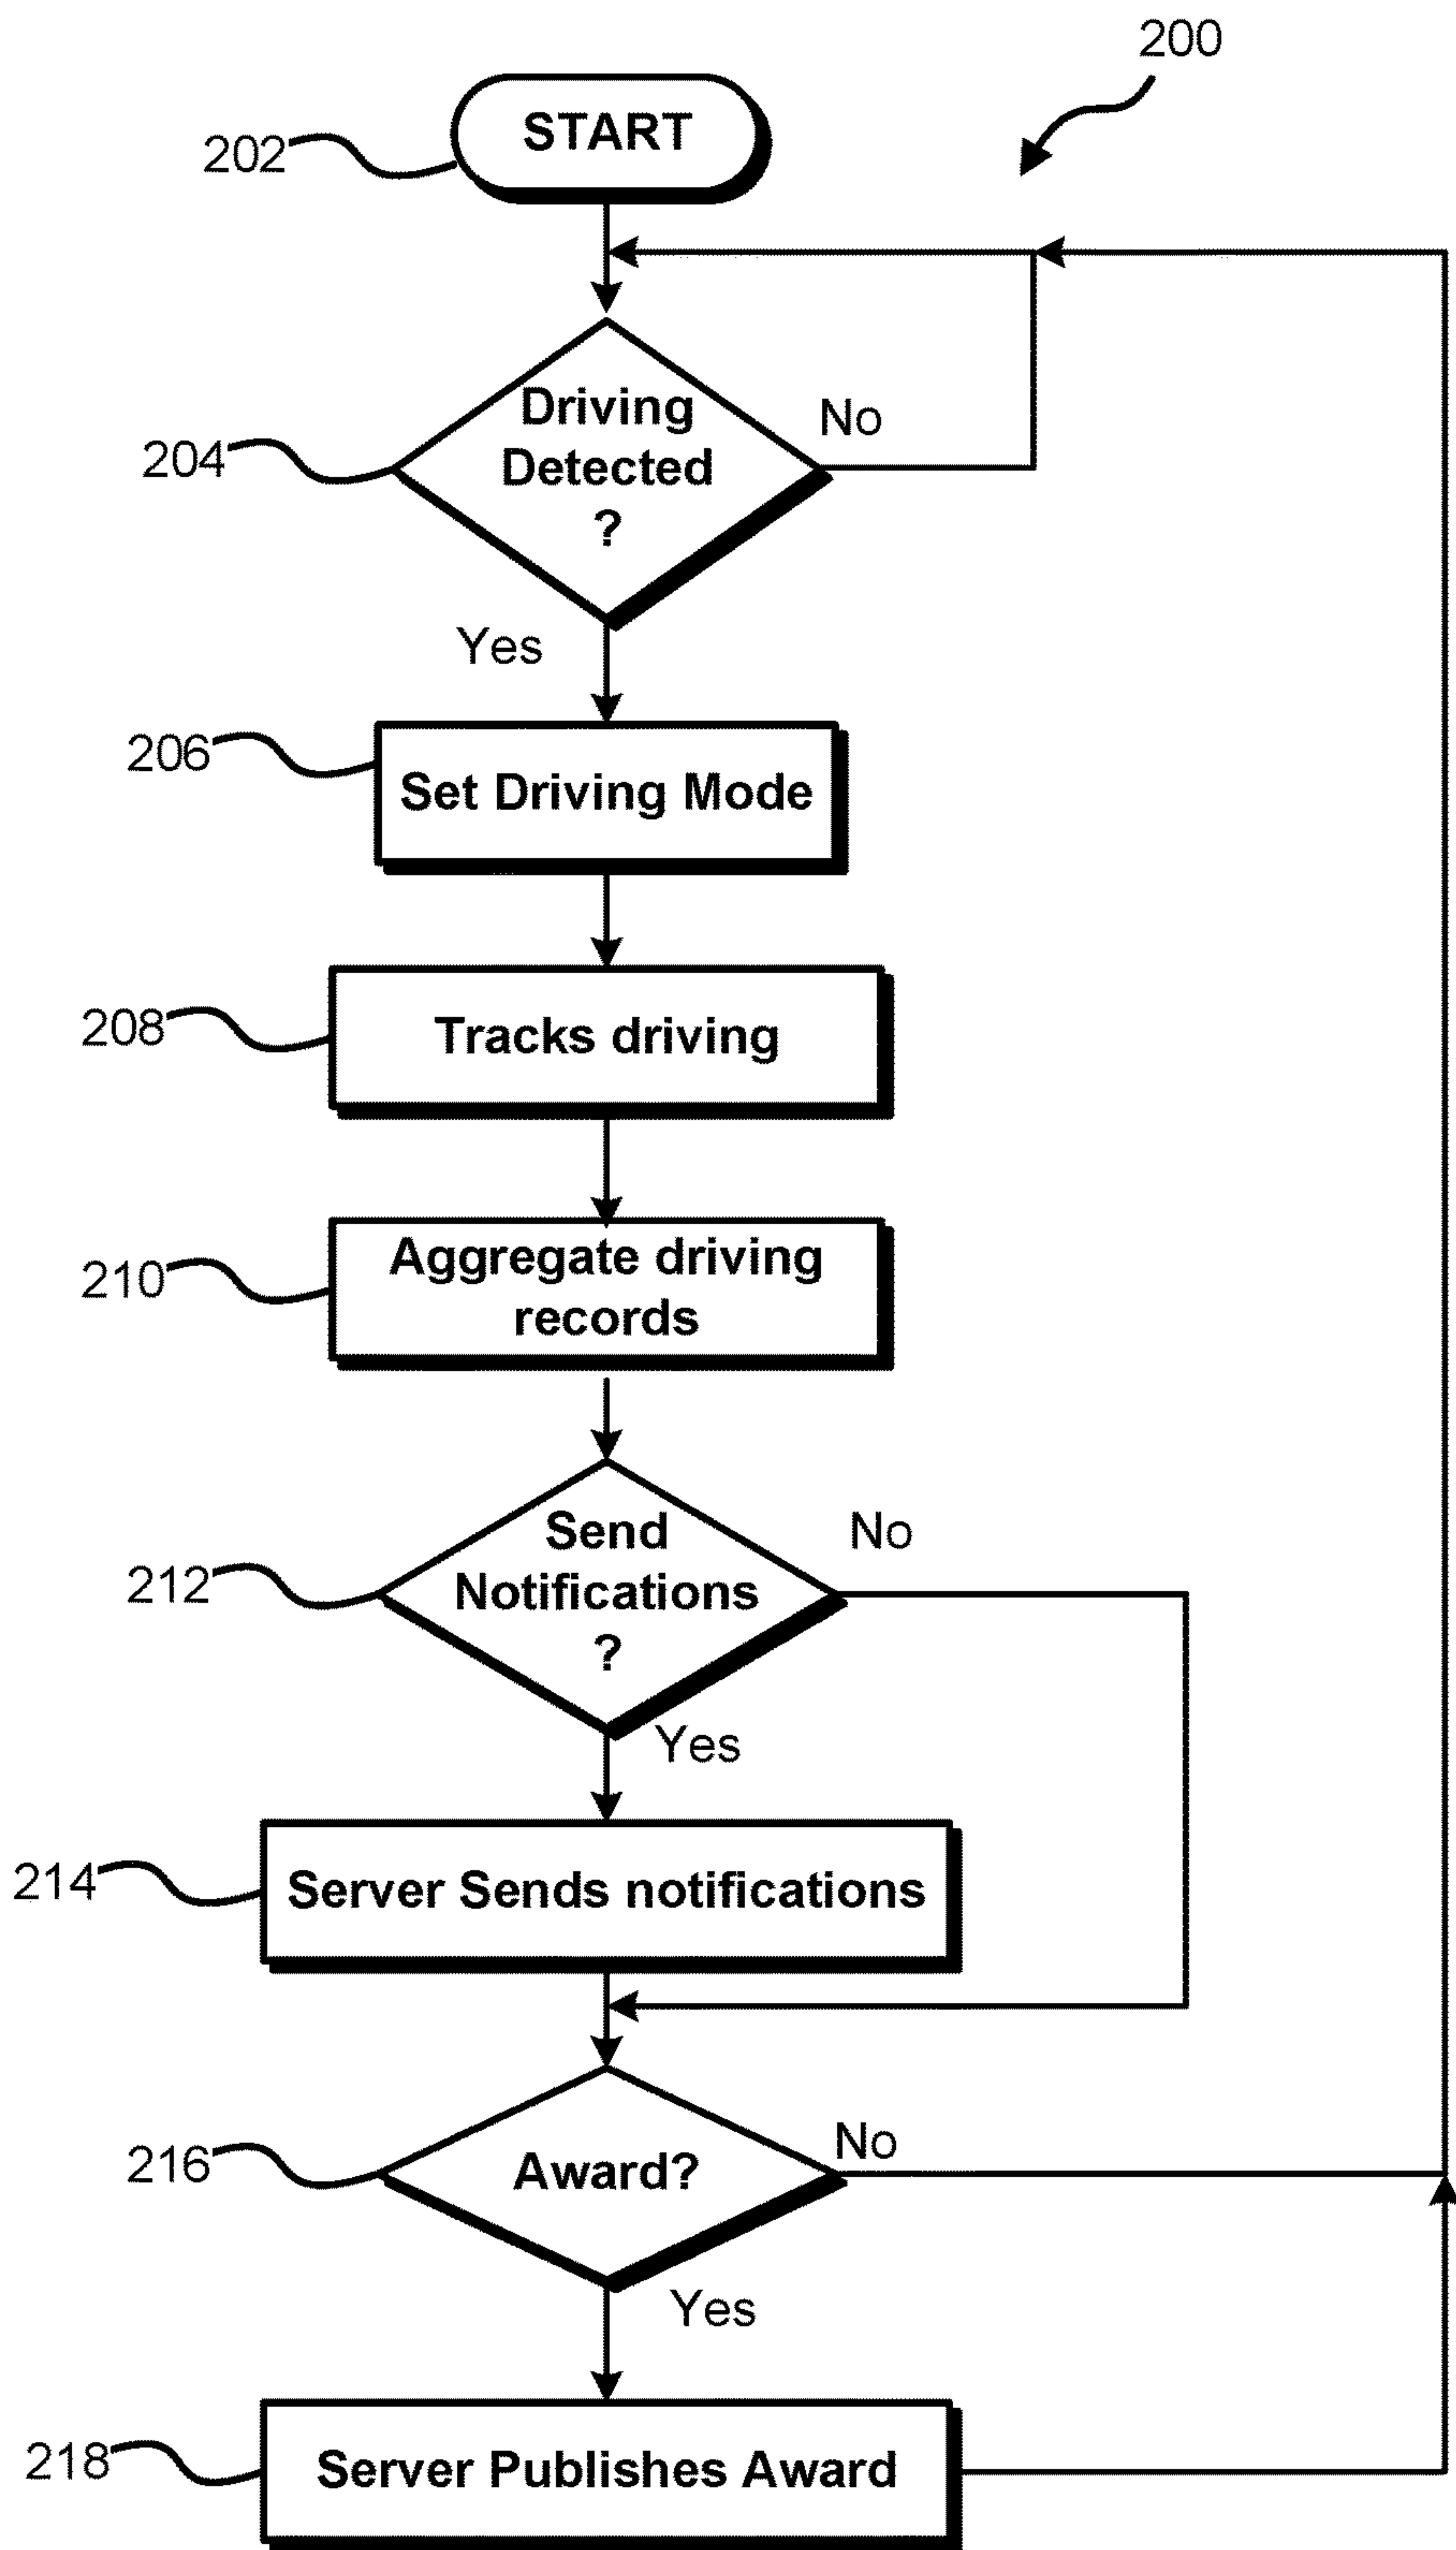 200
202
START
Driving
Detected
?
No
204
Yes
206
Set Driving Mode
208
Tracks driving
210
Aggregate driving
records
Send
Notifications
?
No
212
Yes
214
Server Sends notifications
216
Award?
No
Yes
218
Server Publishes Award